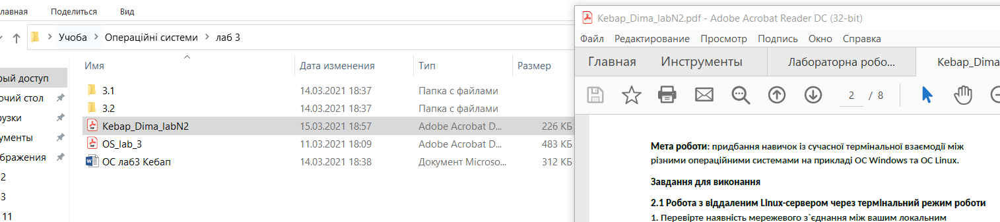 лавная Поделиться Вид
Учоба Операційні системи лаб 3
Имя Дата изменения Тип Размер
рый доступ
очий стол
рузки
ументы
бражения
2
3
11
3.1 14.03.2021 18:37 Папка с файлами
3.2 14.03.2021 18:37 Папка с файлами
Kebap_Dima_labN2 15.03.2021 18:57 Adobe Acrobat D... 226 КБ
OS_lab_3 11.03.2021 18:09 Adobe Acrobat D... 483 КБ
ОС лаб3 Кебап 14.03.2021 18:38 Документ Microso... 312 КБ
Kebap_Dima_labN2.pdf - Adobe Acrobat Reader DC (32-bit)
Файл Редактирование Просмотр Подпись Окно Справка
Главная Инструменты Лабораторна робо... Kebap_Dima
2 / 8
Мета роботи: придбання навичок із сучасної термінальної взаємодії між
різними операційними системами на прикладі ОС Windows та ОС Linux.
Завдання для виконання
2.1 Робота з віддаленим Linux-сервером через термінальний режим роботи
1. Перевірте наявність мережевого з`єднання між вашим локальним